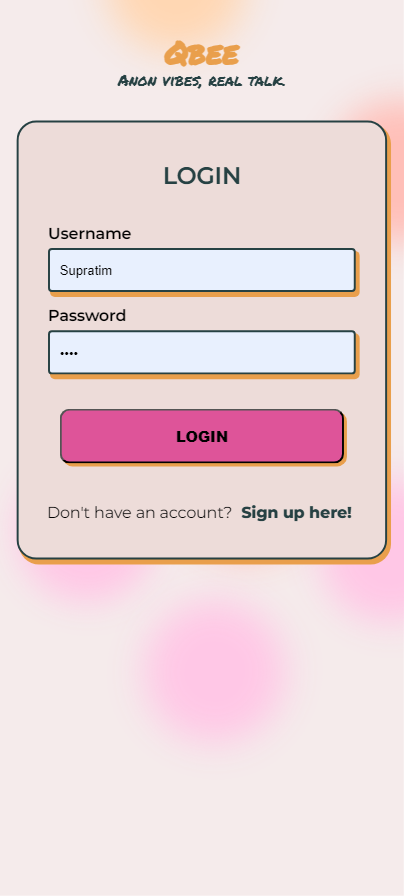 QBEE
ANON VIBES, REAL TALK.
LOGIN
Username
Supratim
Password
••••
LOGIN
Don't have an account? Sign up here!